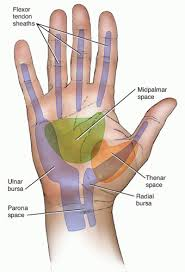 Flexor
tendon
sheaths
Midpalmar
space
Ulnar
bursa
Thenar
space
Parona
space
Radial
bursa